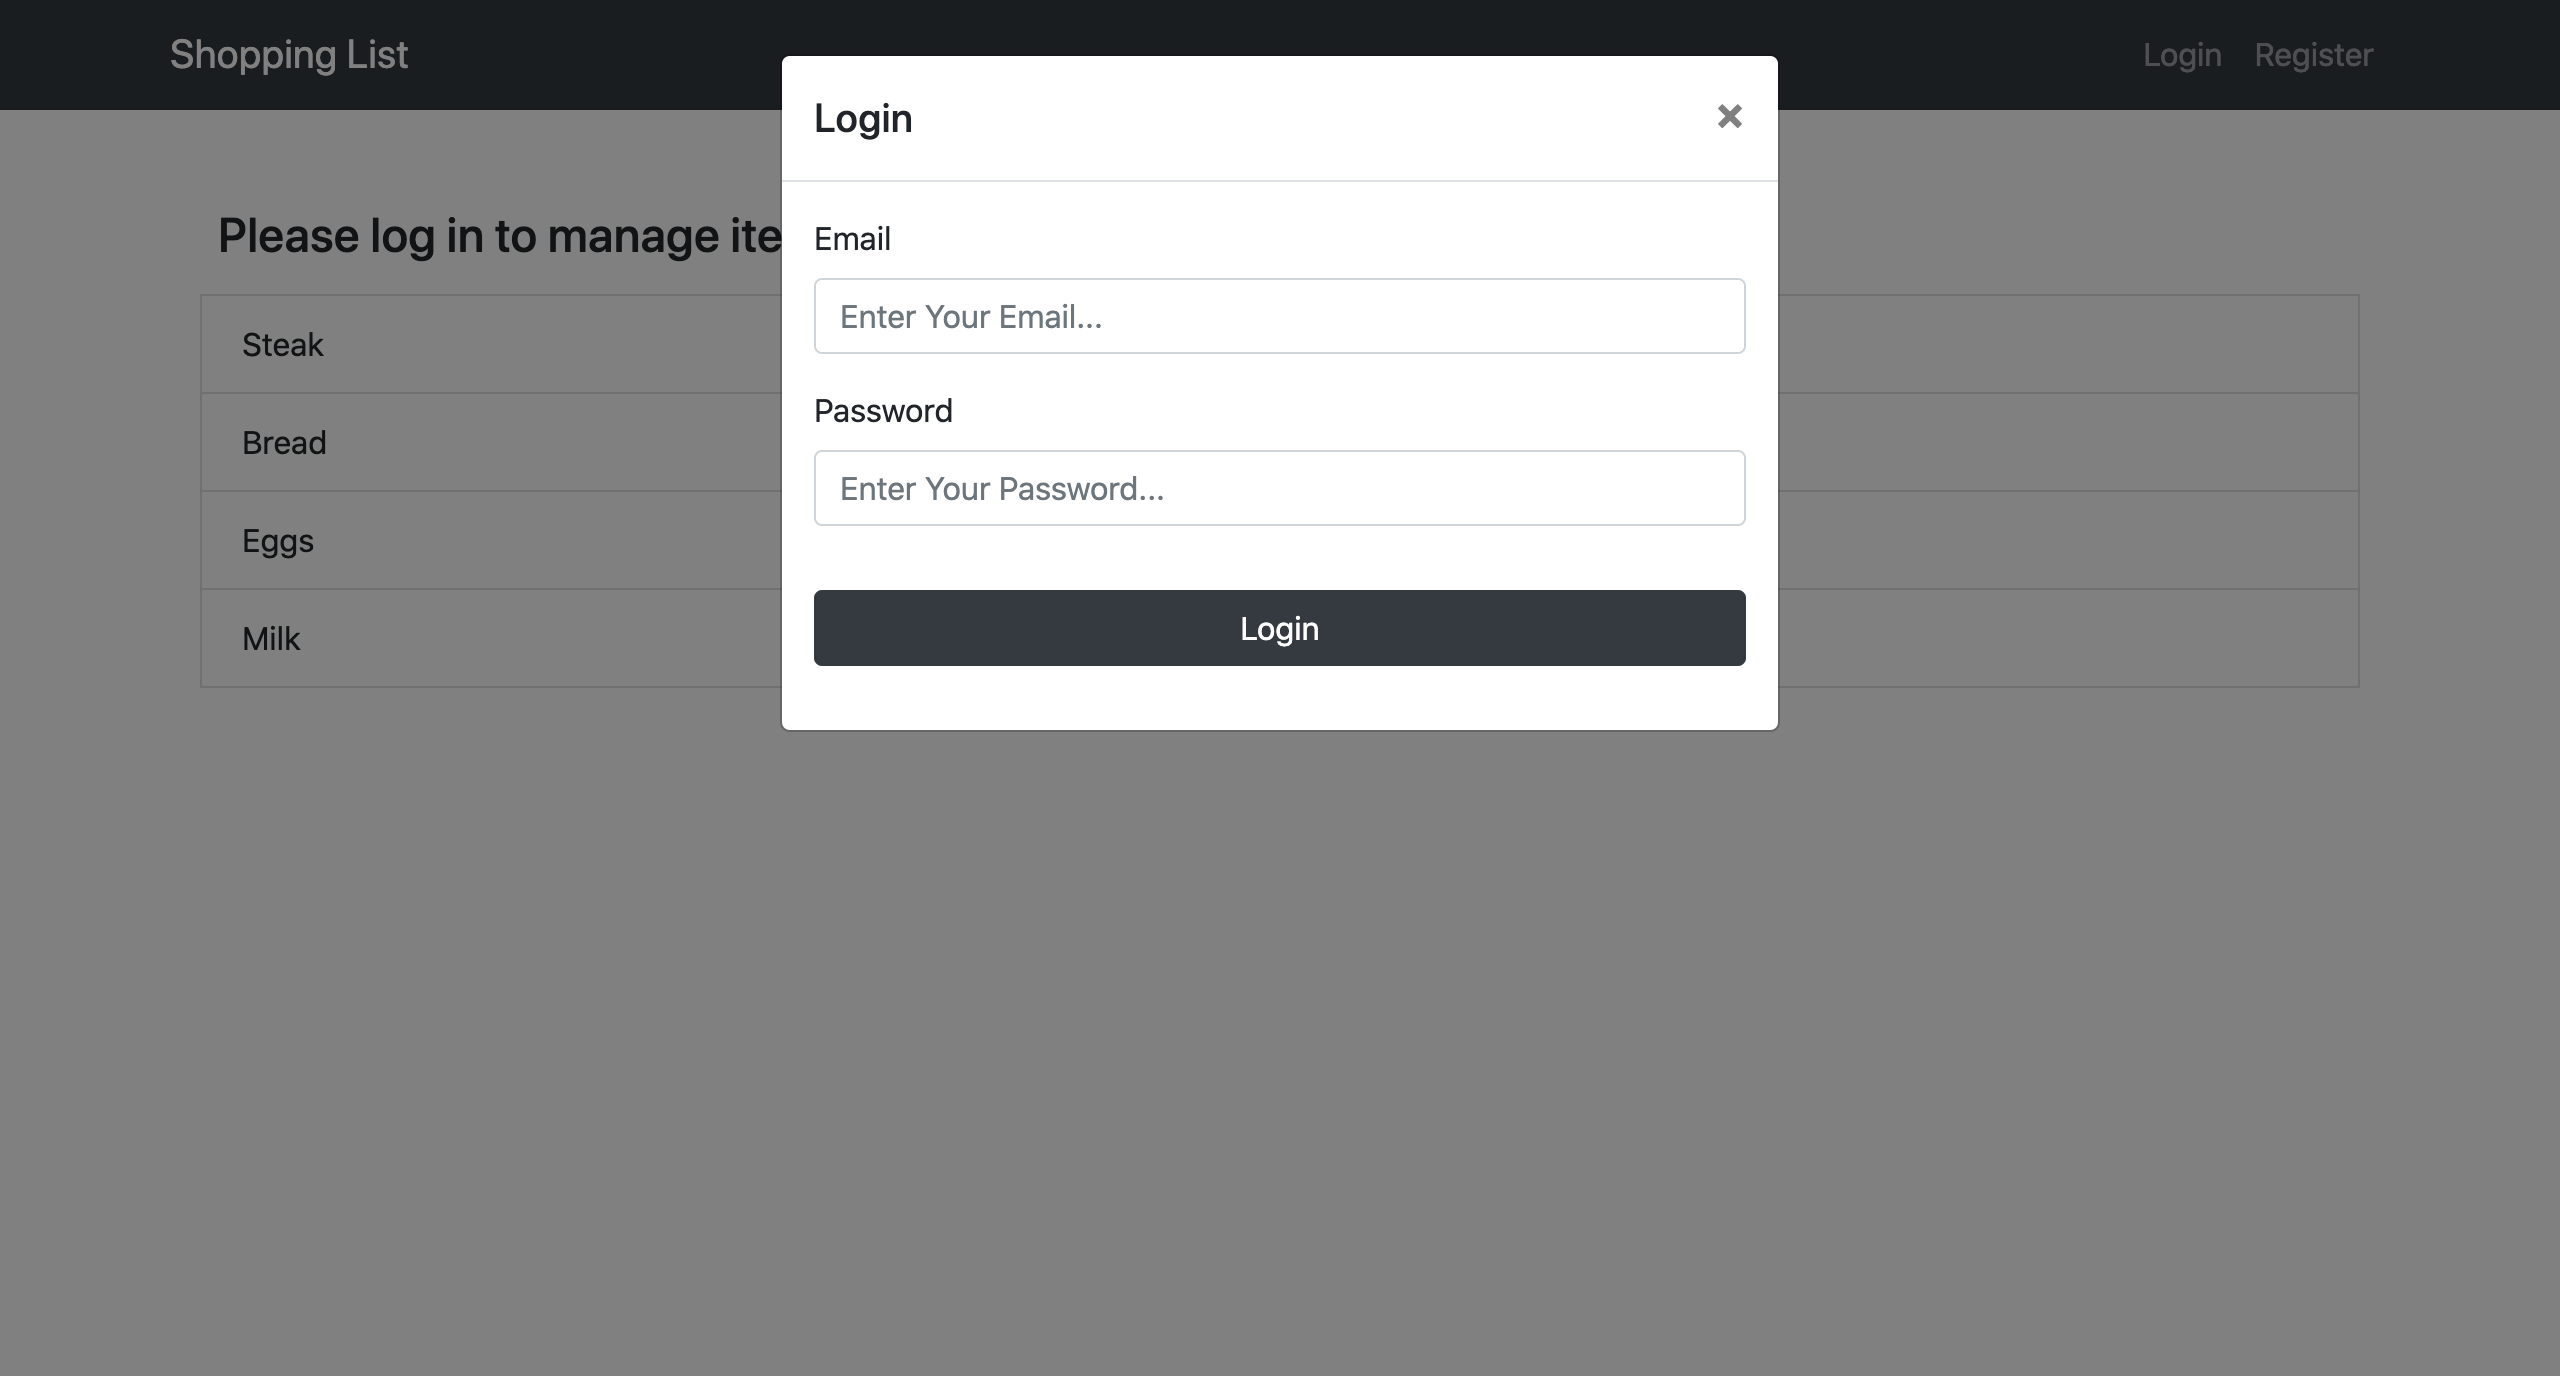 Shopping List
Login Register
Login ×
Please log in to manage
Email
Enter Your Email...
Password
Enter Your Password...
Login
Steak
Bread
Eggs
Milk